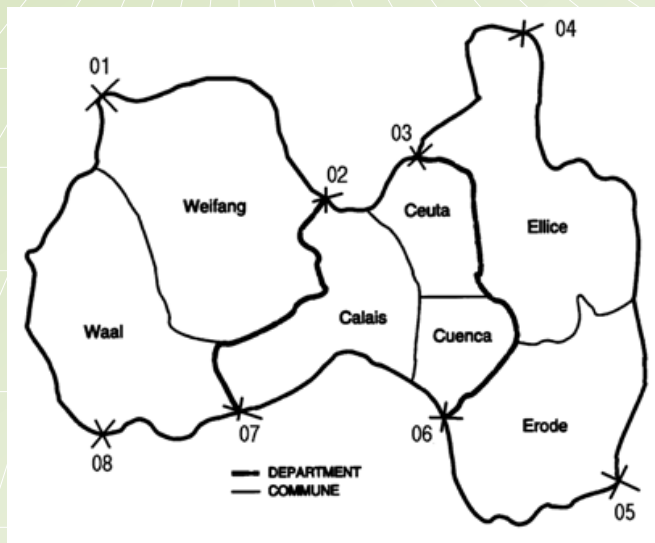 04
01
03
02
Weifang
Ceuta
Ellice
Waal
Calais
Cuenca
06
07
08
Erode
05
DEPARTMENT
COMMUNE